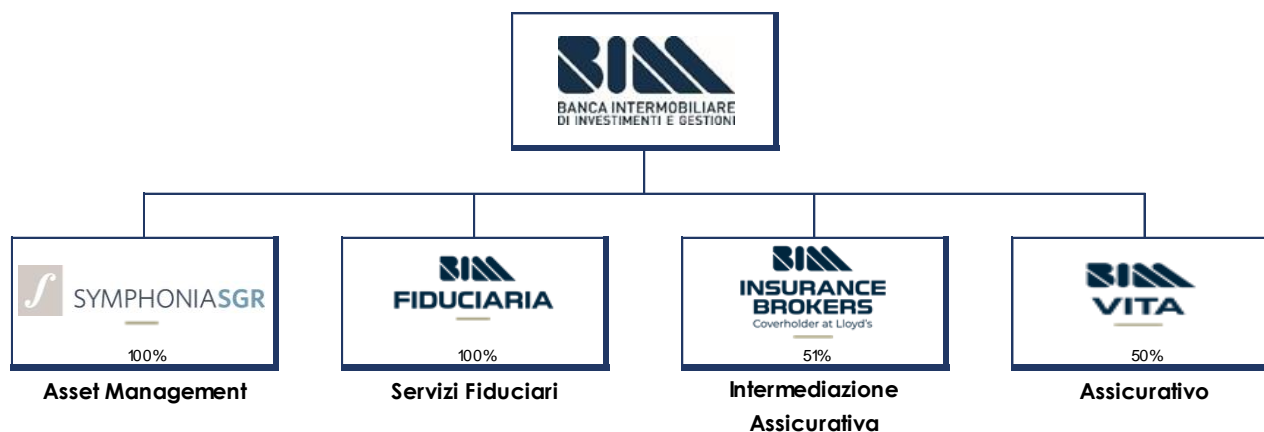 BIM
BANCA INTERMOBILIARE
DI INVESTIMENTI E GESTIONI
SYMPHONIASGR
100%
Asset Management
BIM
FIDUCIARIA
100%
Servizi Fiduciari
BIM
INSURANCE
BROKERS
Coverholder at Lloyd's
51%
Intermediazione
Assicurativa
BIM
VITA
50%
Assicurativo